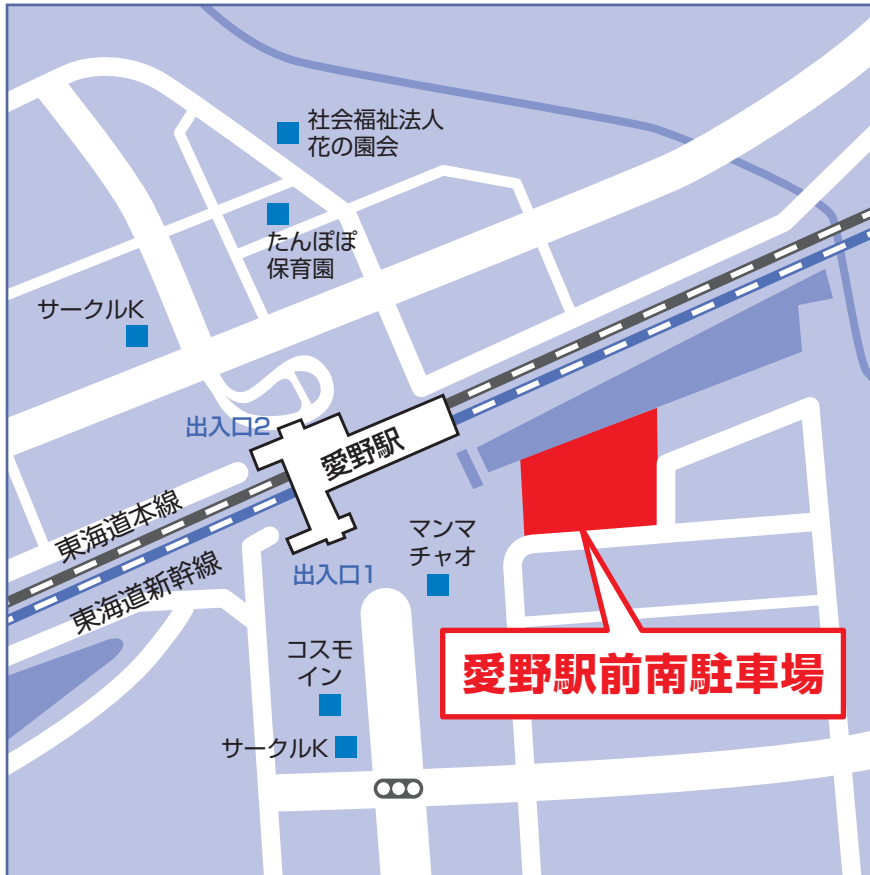 社会福祉法人
花の園会
たんぽぽ
保育園
サークルK
出入口2
愛野駅
東海道本線
東海道新幹線
出入口1
マンマ
チャオ
コスモ
イン
サークルK
愛野駅前南駐車場